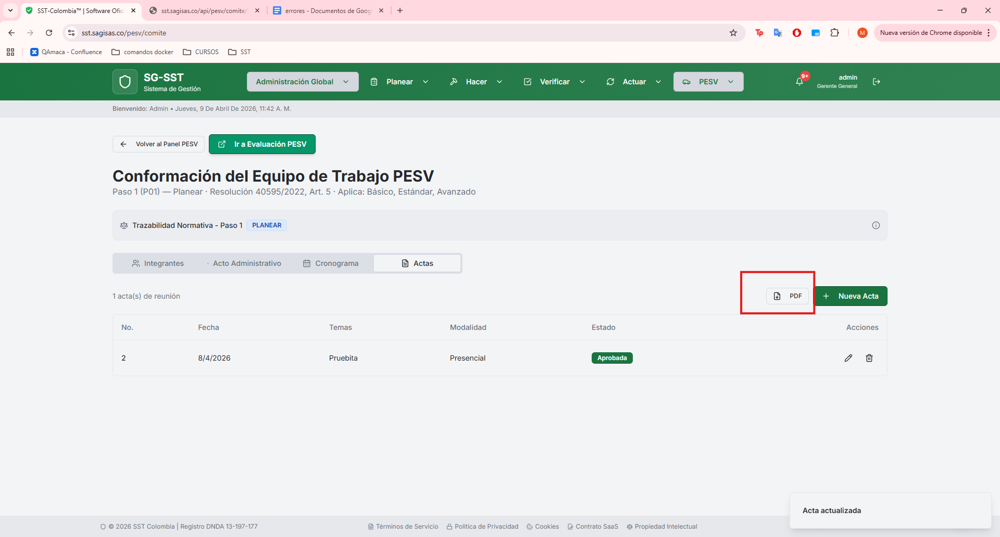 SST-Colombia™ | Software Ofic
sst.sagisas.co/api/pesv/comite/
errores - Documentos de Goog
sst.sagisas.co/pesv/comite
M
Nueva versión de Chrome disponible
QAmaca - Confluence
comandos docker
CURSOS
SST
SG-SST
Sistema de Gestión
Administración Global
Planear
Hacer
Verificar
Actuar
PESV
9+
admin
Gerente General
Bienvenido: Admin • Jueves, 9 De Abril De 2026, 11:42 A. M.
Volver al Panel PESV
Ir a Evaluación PESV
Conformación del Equipo de Trabajo PESV
Paso 1 (P01) — Planear · Resolución 40595/2022, Art. 5 · Aplica: Básico, Estándar, Avanzado
Trazabilidad Normativa - Paso 1
PLANEAR
Integrantes
Acto Administrativo
Cronograma
Actas
1 acta(s) de reunión
PDF
Nueva Acta
No.
Fecha
Temas
Modalidad
Estado
Acciones
2
8/4/2026
Pruebita
Presencial
Aprobada
Acta actualizada
© 2026 SST Colombia | Registro DNDA 13-197-177
Términos de Servicio
Política de Privacidad
Cookies
Contrato SaaS
Propiedad Intelectual